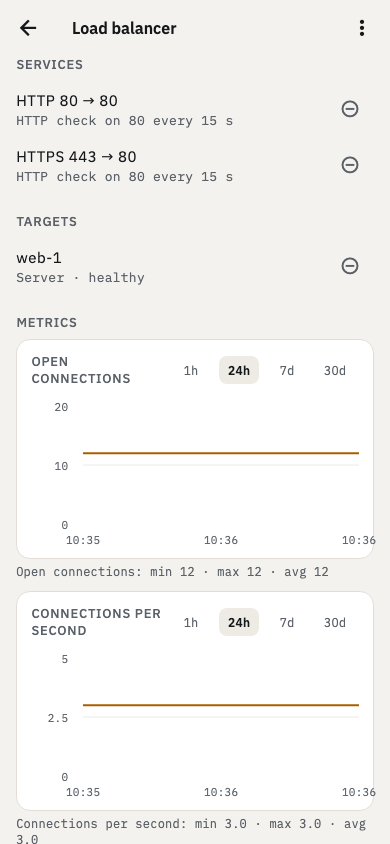 Load balancer
SERVICES
HTTP 80 → 80
HTTP check on 80 every 15 s
HTTPS 443 → 80
HTTP check on 80 every 15 s
TARGETS
web-1
Server · healthy
METRICS
OPEN
CONNECTIONS
1h 24h 7d 30d
20
10
0
10:35 10:36 10:36
Open connections: min 12 · max 12 · avg 12
CONNECTIONS PER
SECOND
1h 24h 7d 30d
5
2.5
0
10:35 10:36 10:36
Connections per second: min 3.0 · max 3.0 · avg
3.0